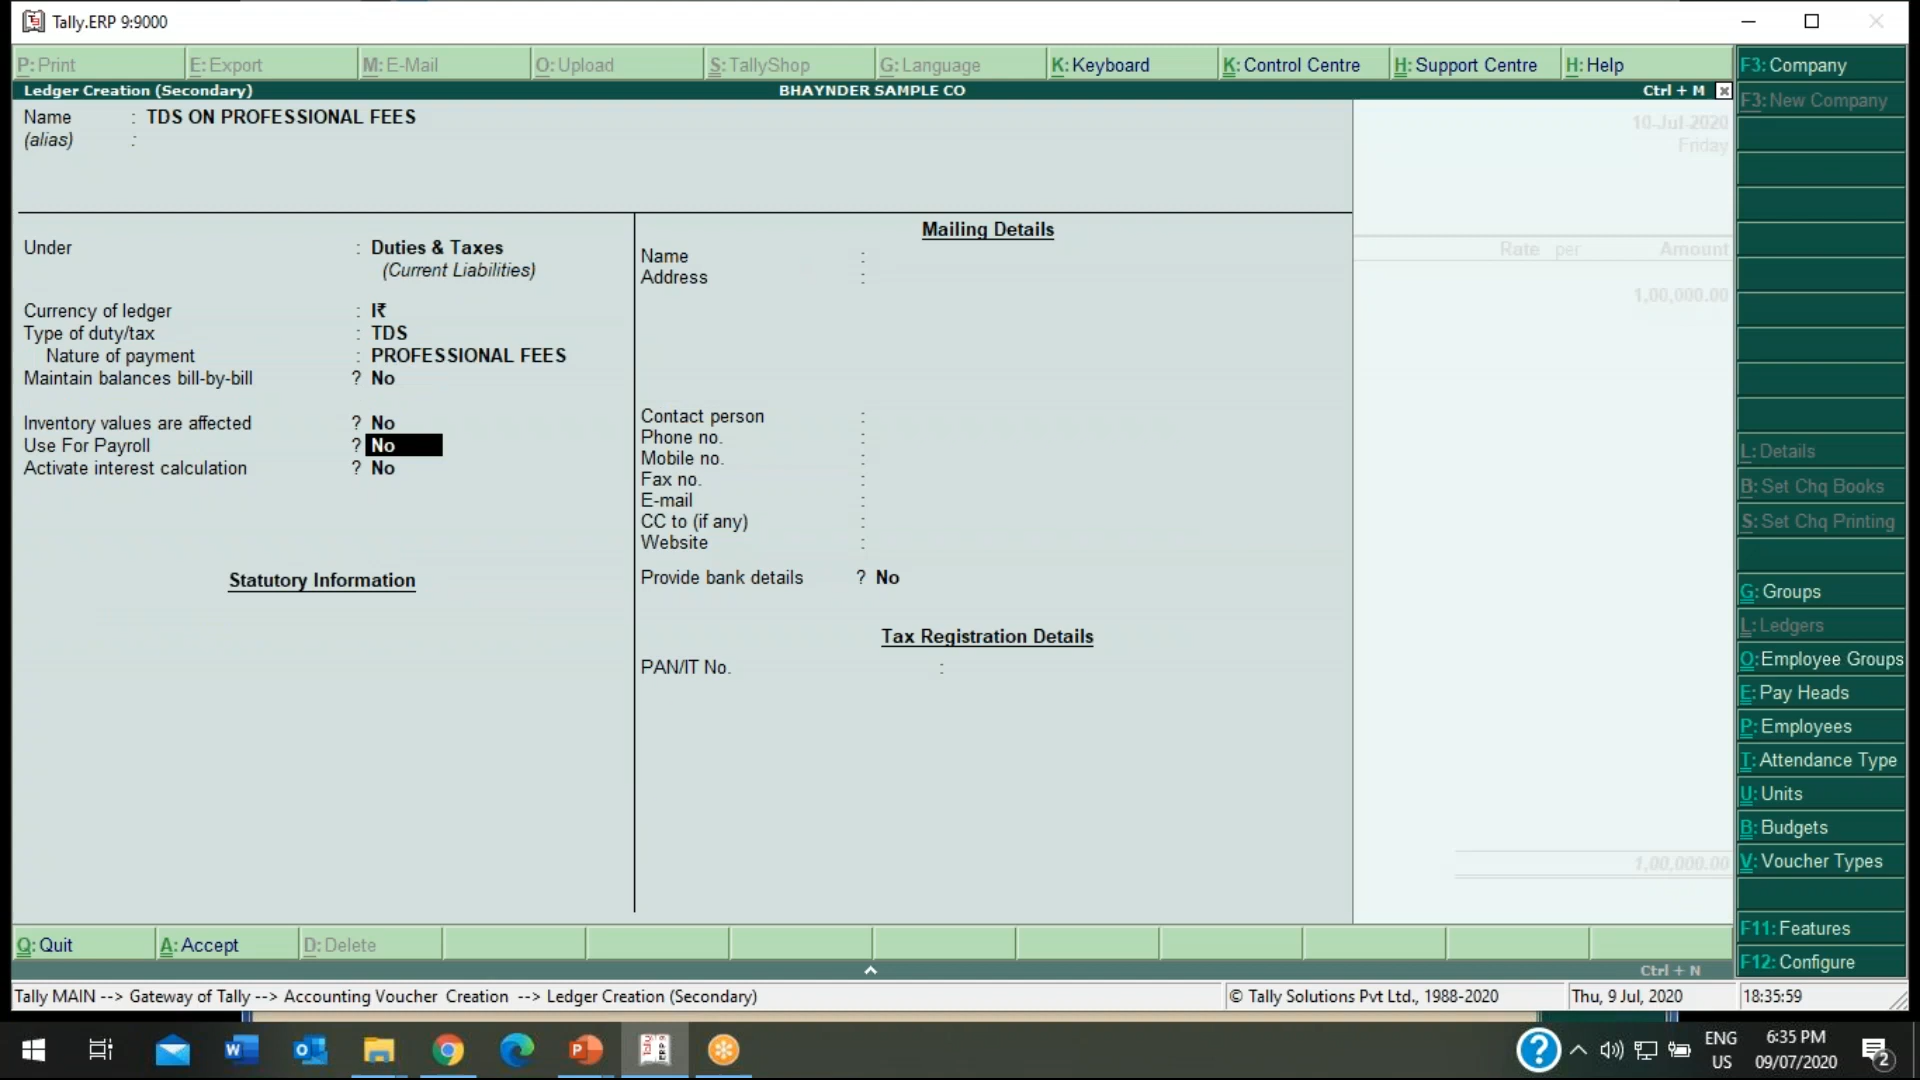 Tally.ERP 9:9000
P: Print E: Export M: E-Mail O: Upload S: TallyShop G: Language K: Keyboard K: Control Centre H: Support Centre H: Help F3: Company
Ledger Creation (Secondary) BHAYNDER SAMPLE CO Ctrl + M
F3: New Company
Name : TDS ON PROFESSIONAL FEES
(alias) :
10-Jul-2020
Friday
Under : Duties & Taxes
(Current Liabilities)
Currency of ledger : I₹
Type of duty/tax : TDS
Nature of payment : PROFESSIONAL FEES
Maintain balances bill-by-bill ? No
Inventory values are affected ? No
Use For Payroll ? No
Activate interest calculation ? No
Statutory Information
Mailing Details
Name :
Address :
Contact person :
Phone no. :
Mobile no. :
Fax no. :
E-mail :
CC to (if any) :
Website :
Provide bank details ? No
Tax Registration Details
PAN/IT No. :
Rate per Amount
1,00,000.00
1,00,000.00
L: Details
B: Set Chq Books
S: Set Chq Printing
G: Groups
L: Ledgers
O: Employee Groups
E: Pay Heads
P: Employees
T: Attendance Type
U: Units
B: Budgets
V: Voucher Types
F11: Features
F12: Configure
Q: Quit A: Accept D: Delete
Ctrl + N
Tally MAIN --> Gateway of Tally --> Accounting Voucher Creation --> Ledger Creation (Secondary) © Tally Solutions Pvt Ltd., 1988-2020 Thu, 9 Jul, 2020 18:35:59
ENG
US
6:35 PM
09/07/2020
2